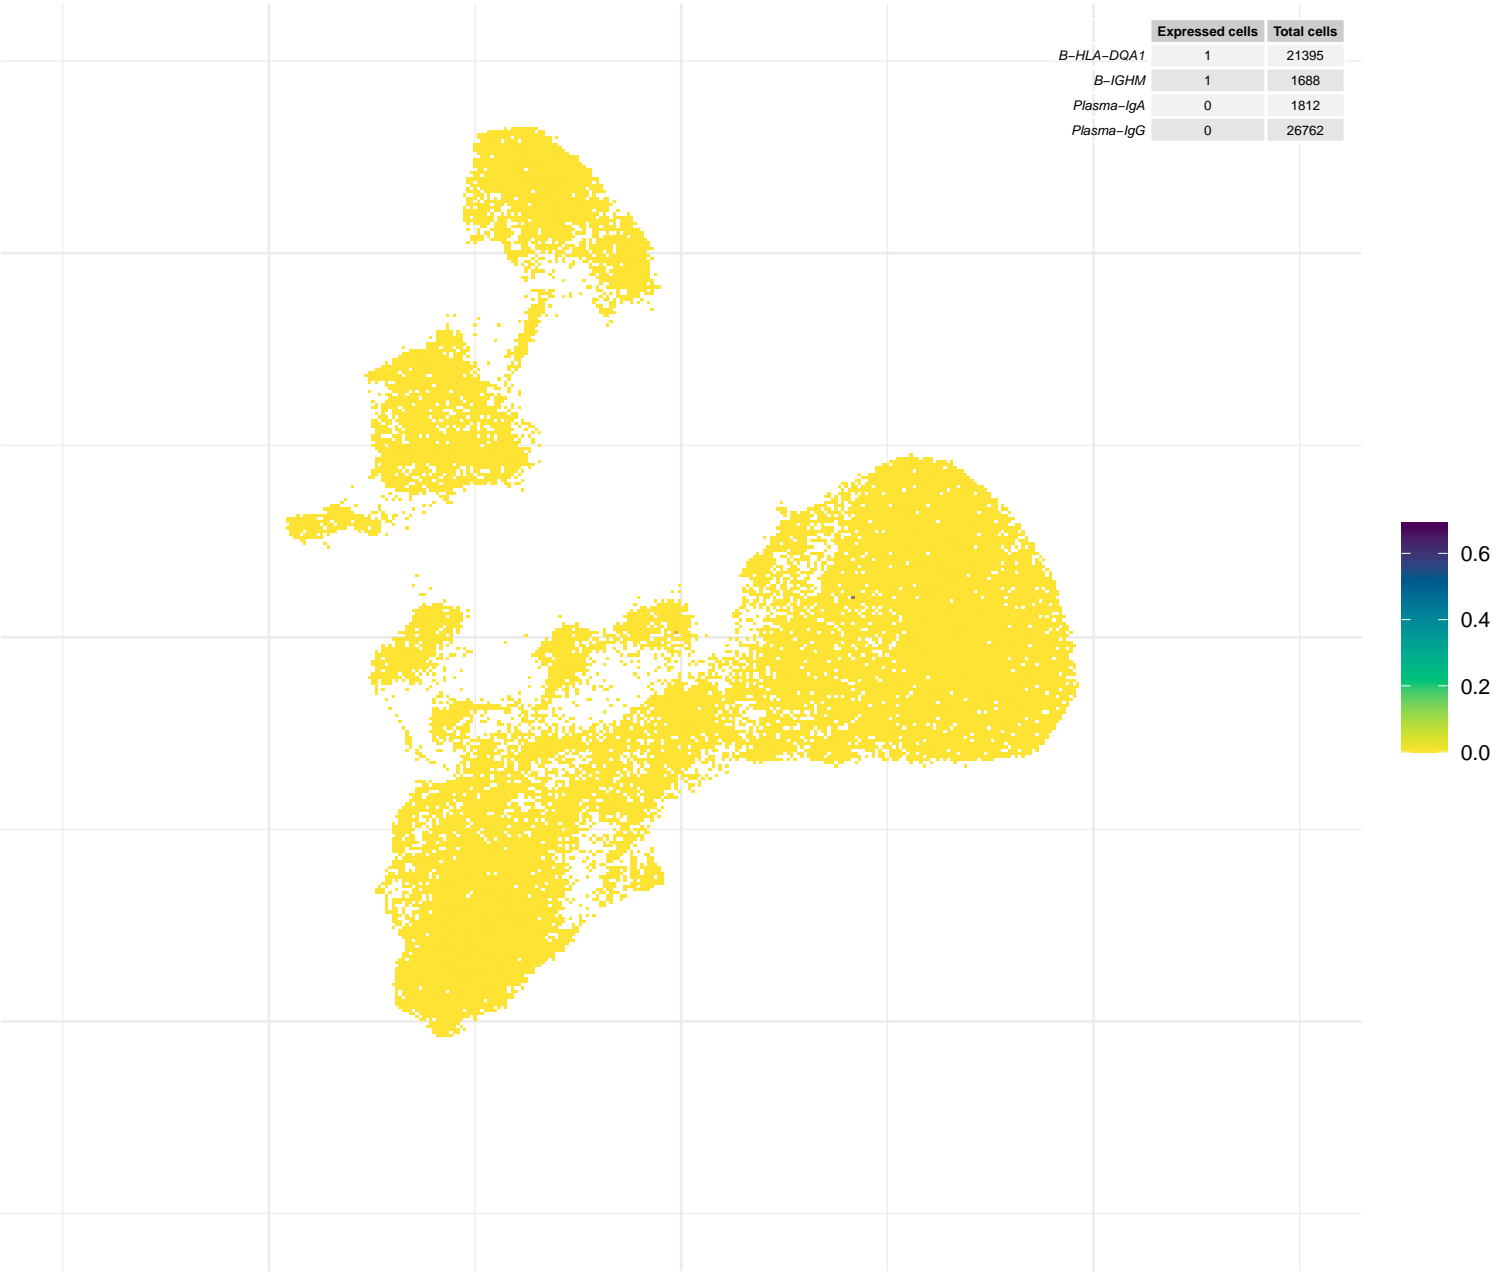 Expressed cells Total cells
B−HLA−DQA1 1 21395
B−IGHM 1 1688
Plasma−IgA 0 1812
Plasma−IgG 0 26762
0.6
0.4
0.2
0.0